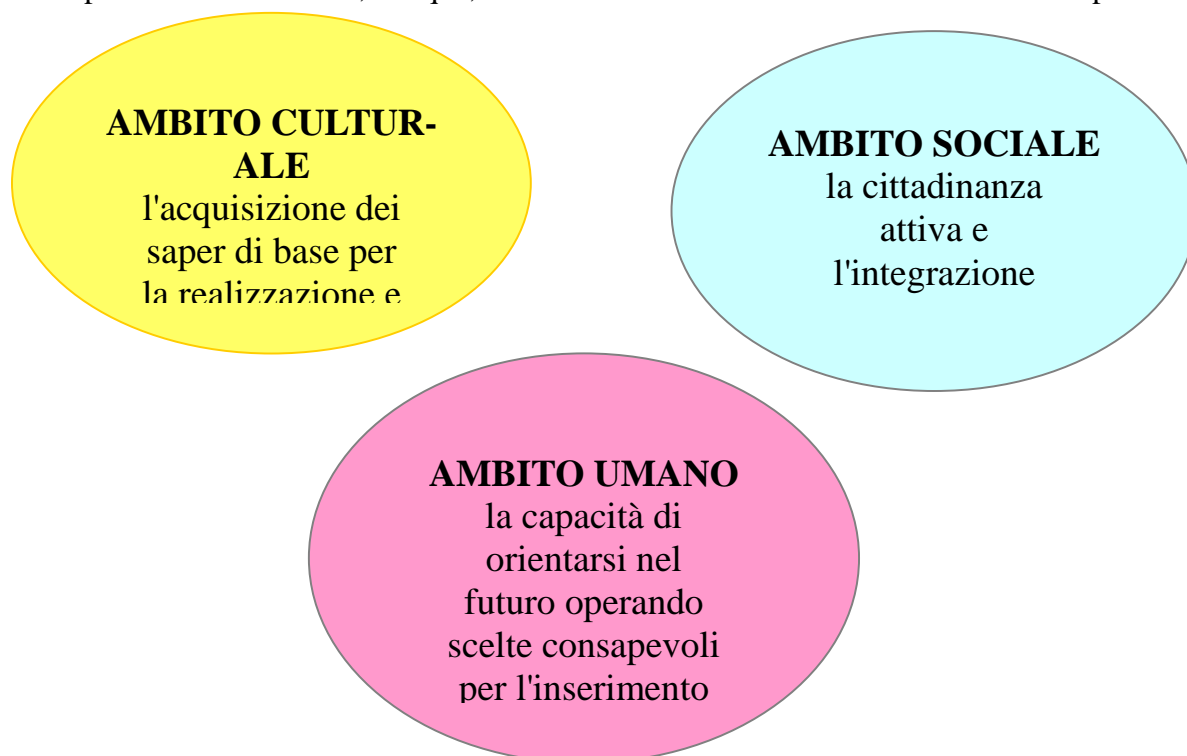 AMBITO CULTUR-
ALE
l'acquisizione dei
saper di base per
la realizzazione e
AMBITO SOCIALE
la cittadinanza
attiva e
l'integrazione
AMBITO UMANO
la capacità di
orientarsi nel
futuro operando
scelte consapevoli
per l'inserimento